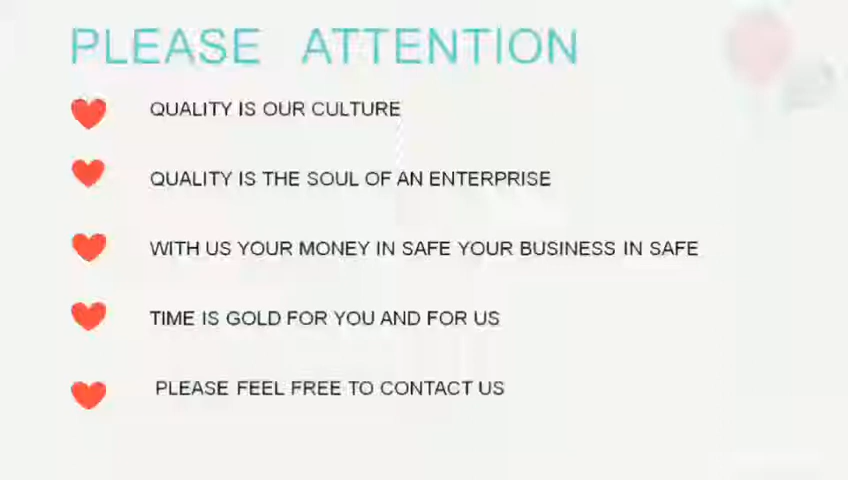 PLEASE ATTENTION
QUALITY IS OUR CULTURE
QUALITY IS THE SOUL OF AN ENTERPRISE
WITH US YOUR MONEY IN SAFE YOUR BUSINESS IN SAFE
TIME IS GOLD FOR YOU AND FOR US
PLEASE FEEL FREE TO CONTACT US